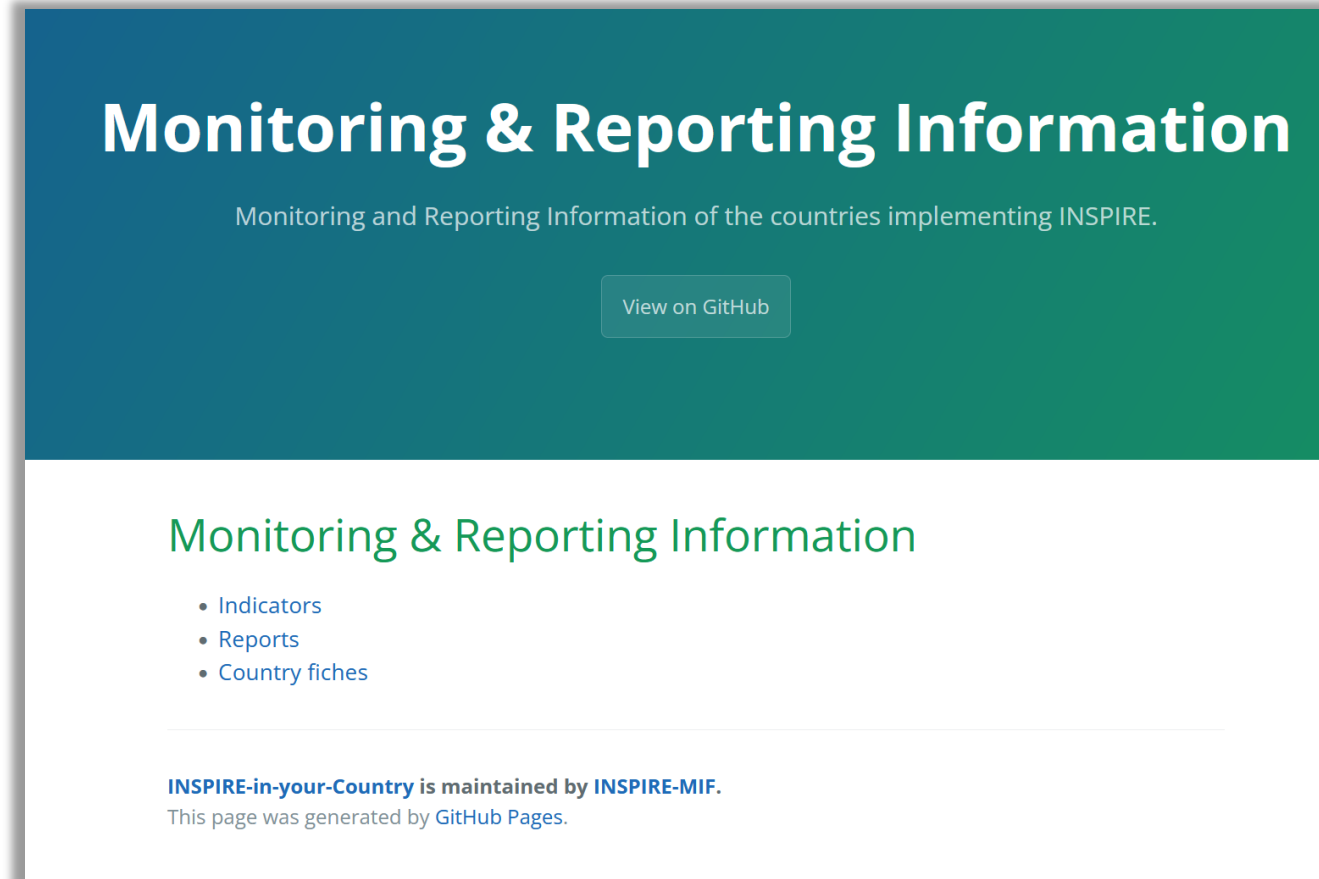 Monitoring & Reporting Information
Monitoring and Reporting Information of the countries implementing INSPIRE.
View on GitHub
Monitoring & Reporting Information
Indicators
Reports
Country fiches
INSPIRE-in-your-Country is maintained by INSPIRE-MIF.
This page was generated by GitHub Pages.